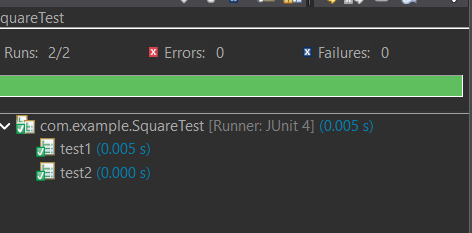 quareTest
Runs: 2/2 Errors: 0 Failures: 0
com.example.SquareTest [Runner: JUnit 4] (0.005 s)
test1 (0.005 s)
test2 (0.000 s)